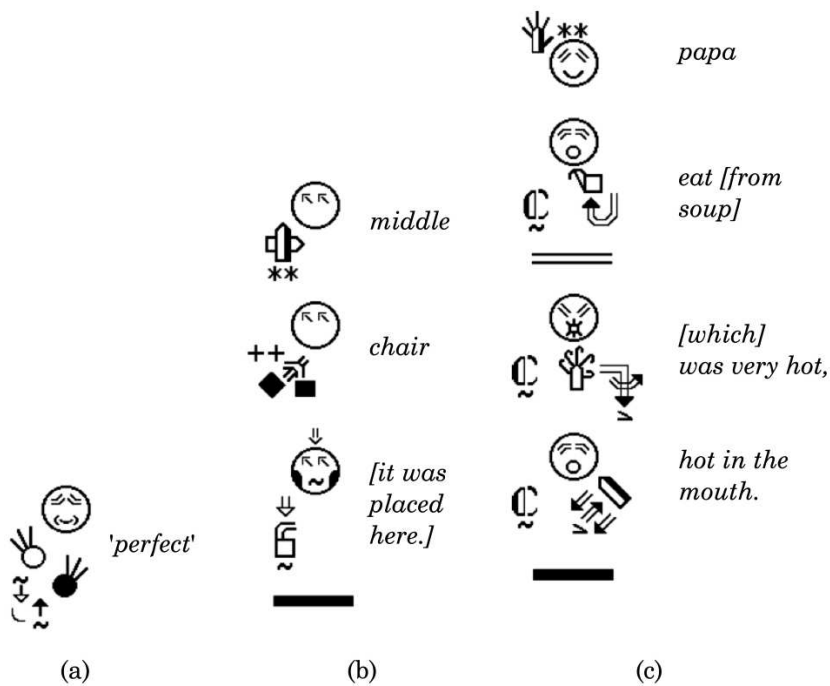 papa
eat [from
soup]
middle
[which]
was very hot,
chair
hot in the
mouth.
[it was
placed
here.]
'perfect'
(a)
(b)
(c)